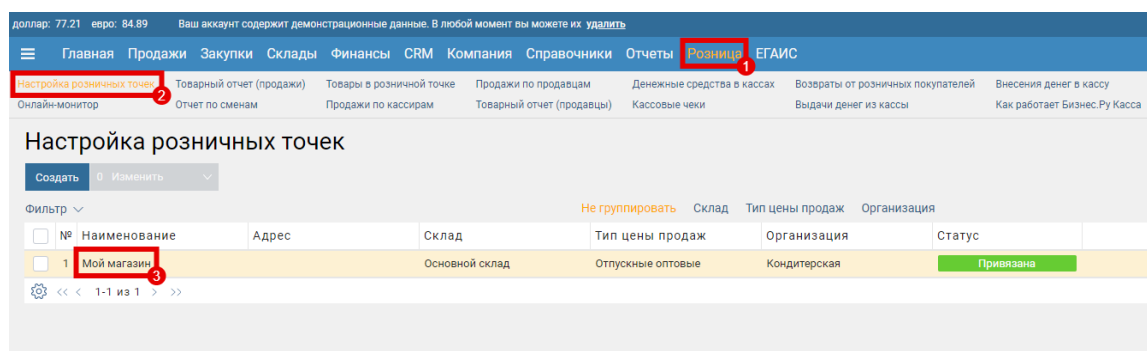 доллар: 77.21 евро: 84.89 Ваш аккаунт содержит демонстрационные данные. В любой момент вы можете их удалить
Главная Продажи Закупки Склады Финансы CRM Компания Справочники Отчеты Розница ЕГАИС
1
Настройка розничных точек Товарный отчет (продажи) Товары в розничной точке Продажи по продавцам Денежные средства в кассах Возвраты от розничных покупателей Внесения денег в кассу
2
Онлайн-монитор Отчет по сменам Продажи по кассирам Товарный отчет (продавцы) Кассовые чеки Выдачи денег из кассы Как работает Бизнес.Ру Касса
Настройка розничных точек
Создать 0 Изменить
Фильтр Не группировать Склад Тип цены продаж Организация
№ Наименование Адрес Склад Тип цены продаж Организация Статус
1 Мой магазин Основной склад Отпускные оптовые Кондитерская Привязана
3
<< < 1-1 из 1 > >>